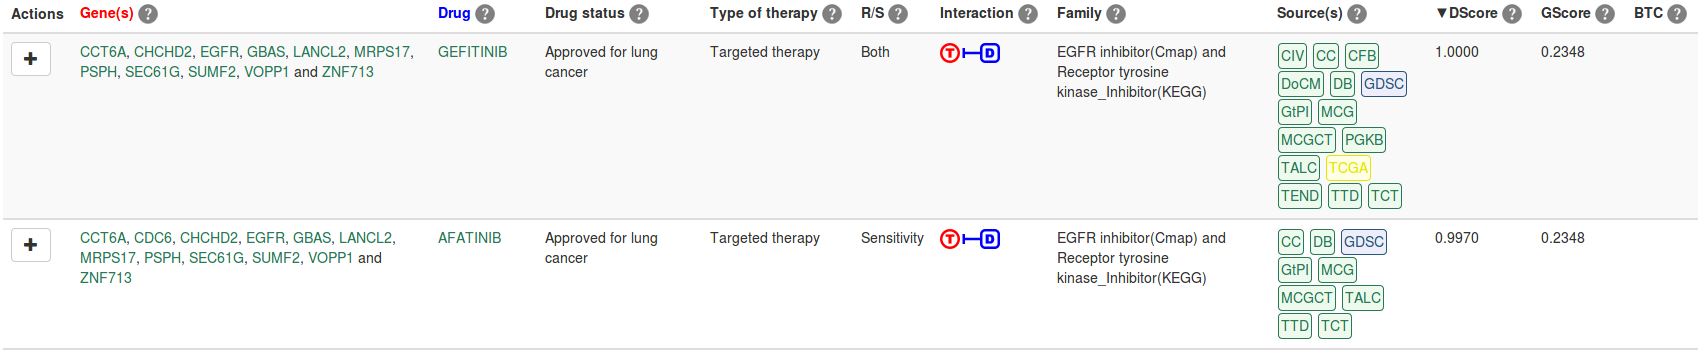 Actions Gene(s) ? Drug ? Drug status ? Type of therapy ? R/S ? Interaction ? Family ? Source(s) ? ▼DScore ? GScore ? BTC ?
+ CCT6A, CHCHD2, EGFR, GBAS, LANCL2, MRPS17, GEFITINIB Approved for lung Targeted therapy Both T D EGFR inhibitor(Cmap) and CIV CC CFB 1.0000 0.2348
PSPH, SEC61G, SUMF2, VOPP1 and ZNF713 cancer Receptor tyrosine DoCM DB GDSC
kinase_Inhibitor(KEGG) GtPI MCG
MCGCT PGKB
TALC TCGA
TEND TTD TCT
+ CCT6A, CDC6, CHCHD2, EGFR, GBAS, LANCL2, AFATINIB Approved for lung Targeted therapy Sensitivity T D EGFR inhibitor(Cmap) and CC DB GDSC 0.9970 0.2348
MRPS17, PSPH, SEC61G, SUMF2, VOPP1 and cancer Receptor tyrosine GtPI MCG
ZNF713 kinase_Inhibitor(KEGG) MCGCT TALC
TTD TCT